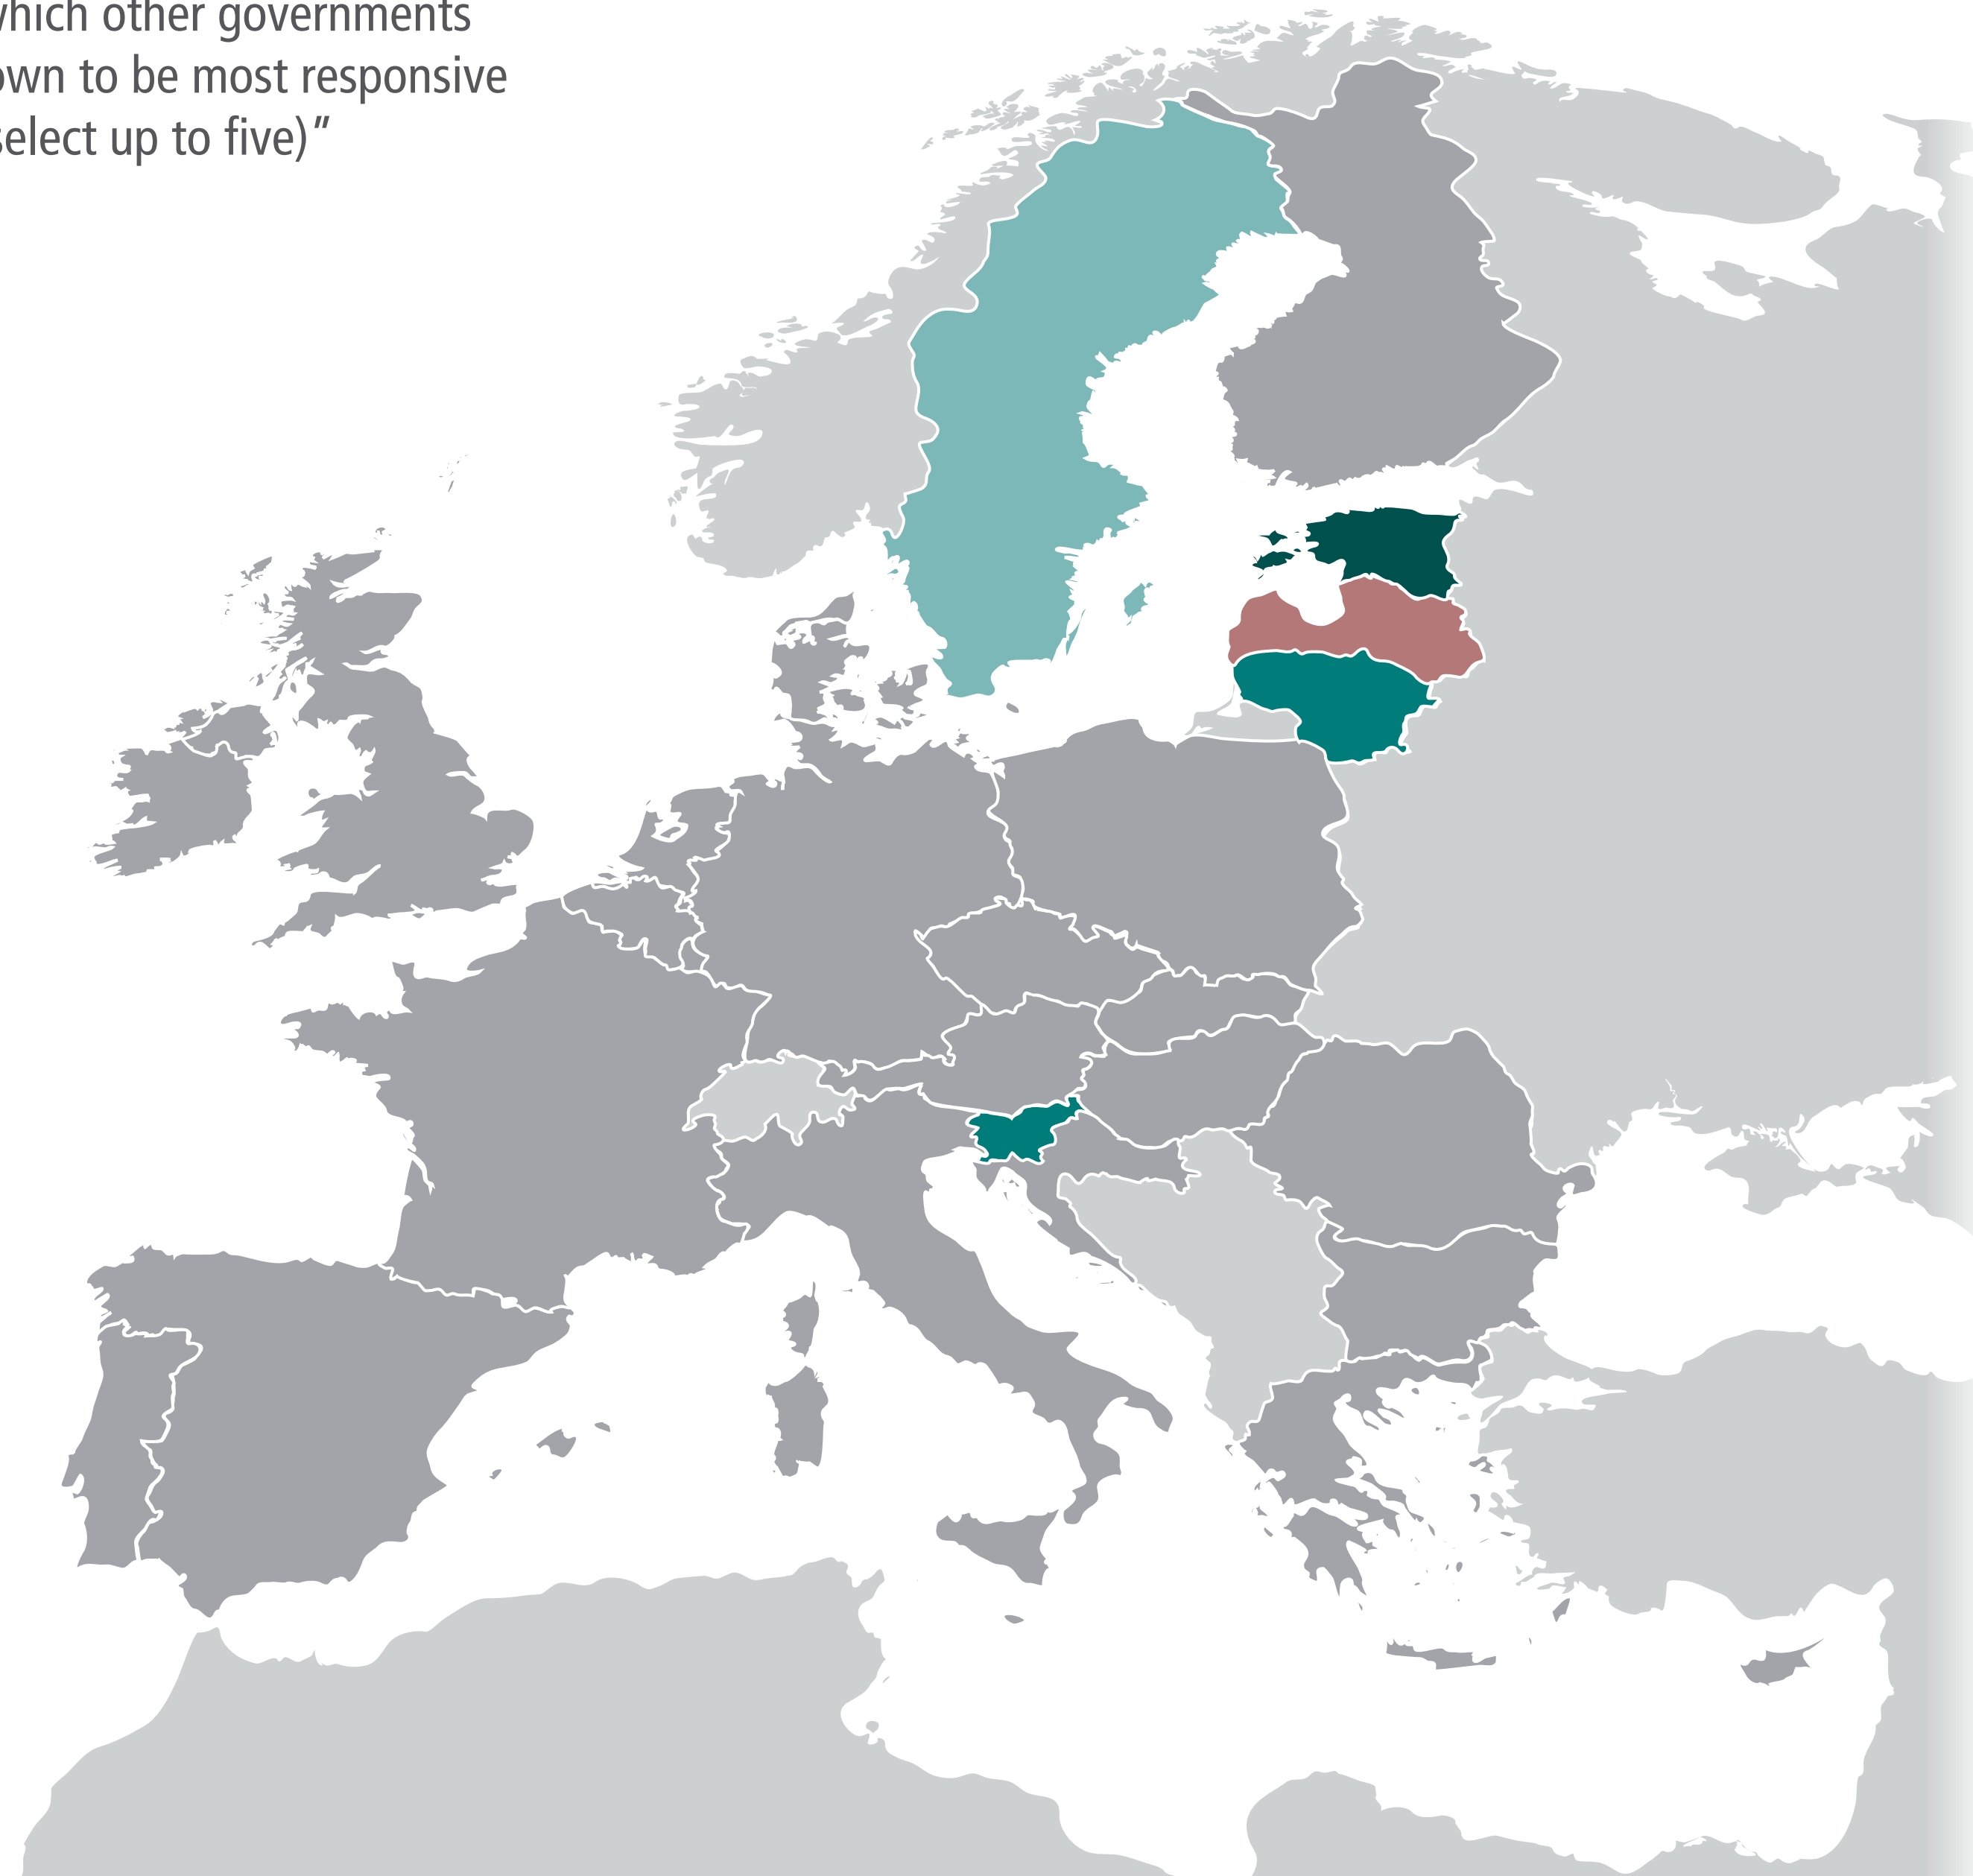 which other governments
own to be most responsive
select up to five)”